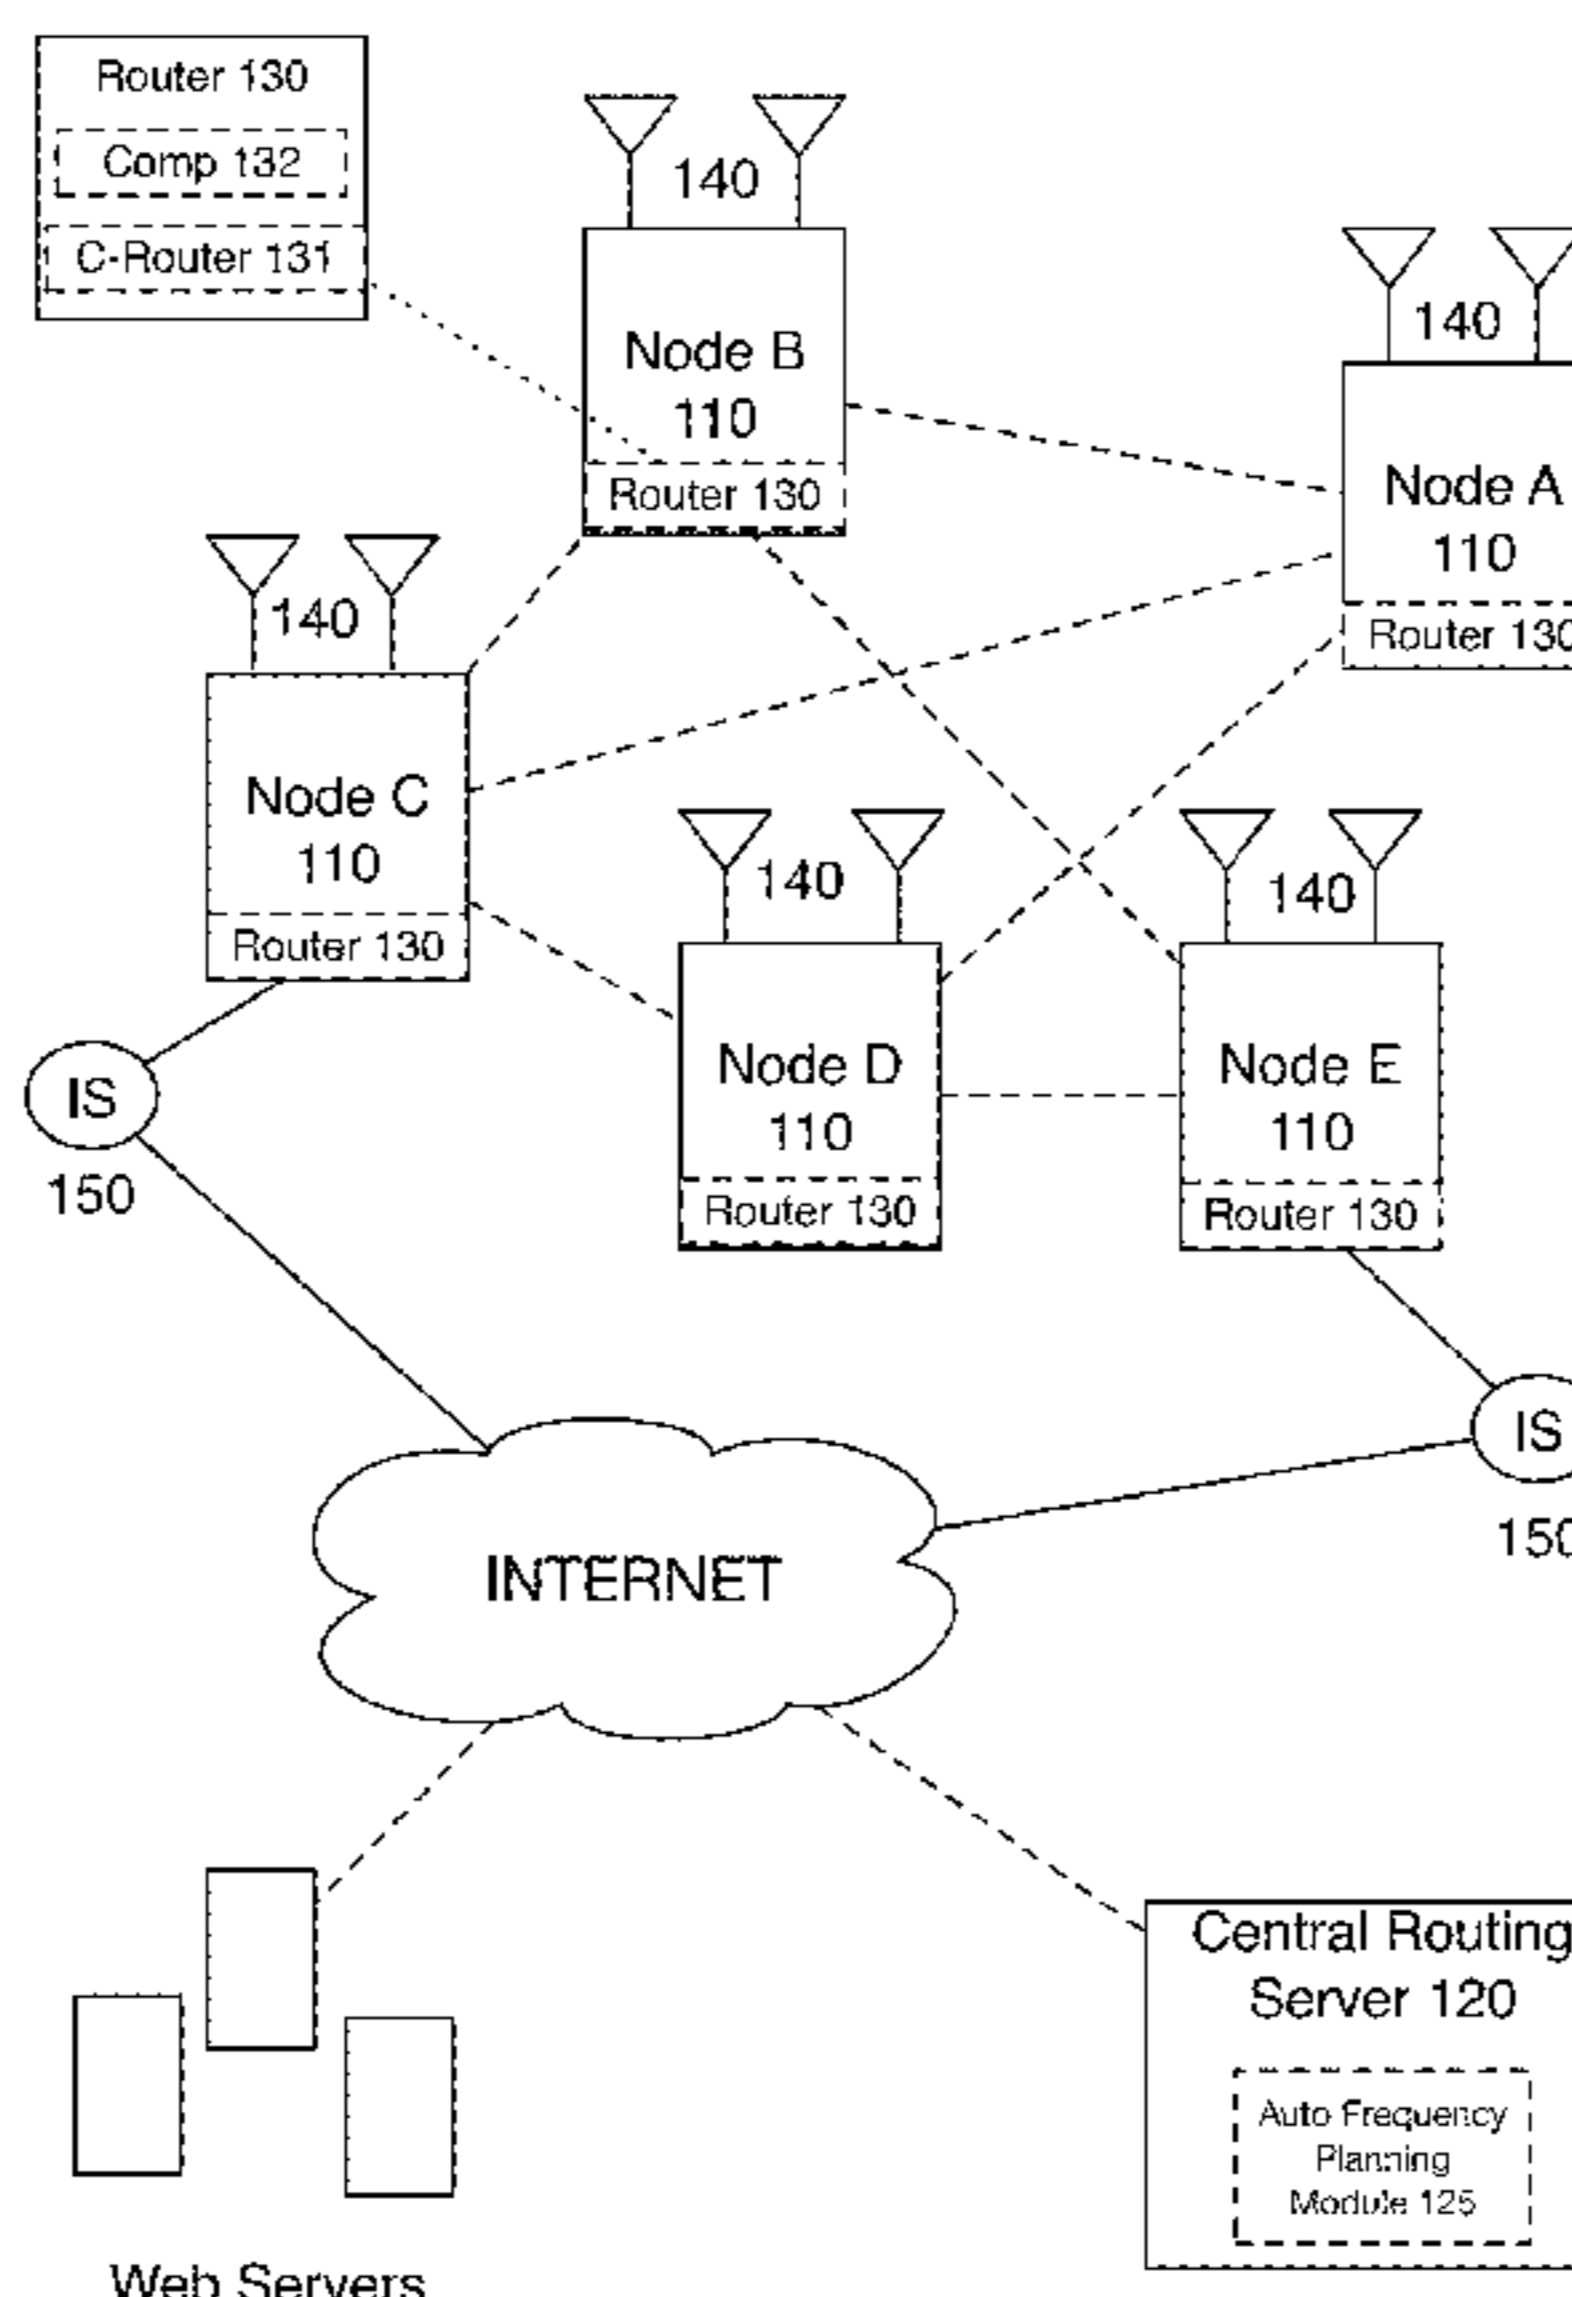 Router 130
Comp 132
C-Router 131
140
Node B
110
Router 130
140
Node A
110
Router 130
140
Node C
110
Router 130
140
Node D
110
Router 130
140
Node E
110
Router 130
IS
150
IS
150
INTERNET
Central Routing
Server 120
Auto Frequency
Planning
Module 125
Web Servers